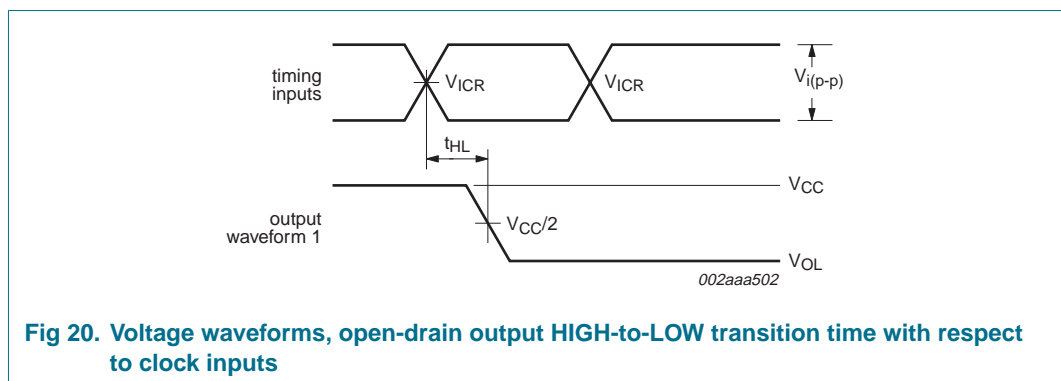 timing
inputs
VICR
VICR
Vi(p-p)
tHL
VCC
output
waveform 1
VCC/2
VOL
002aaa502
Fig 20. Voltage waveforms, open-drain output HIGH-to-LOW transition time with respect
to clock inputs